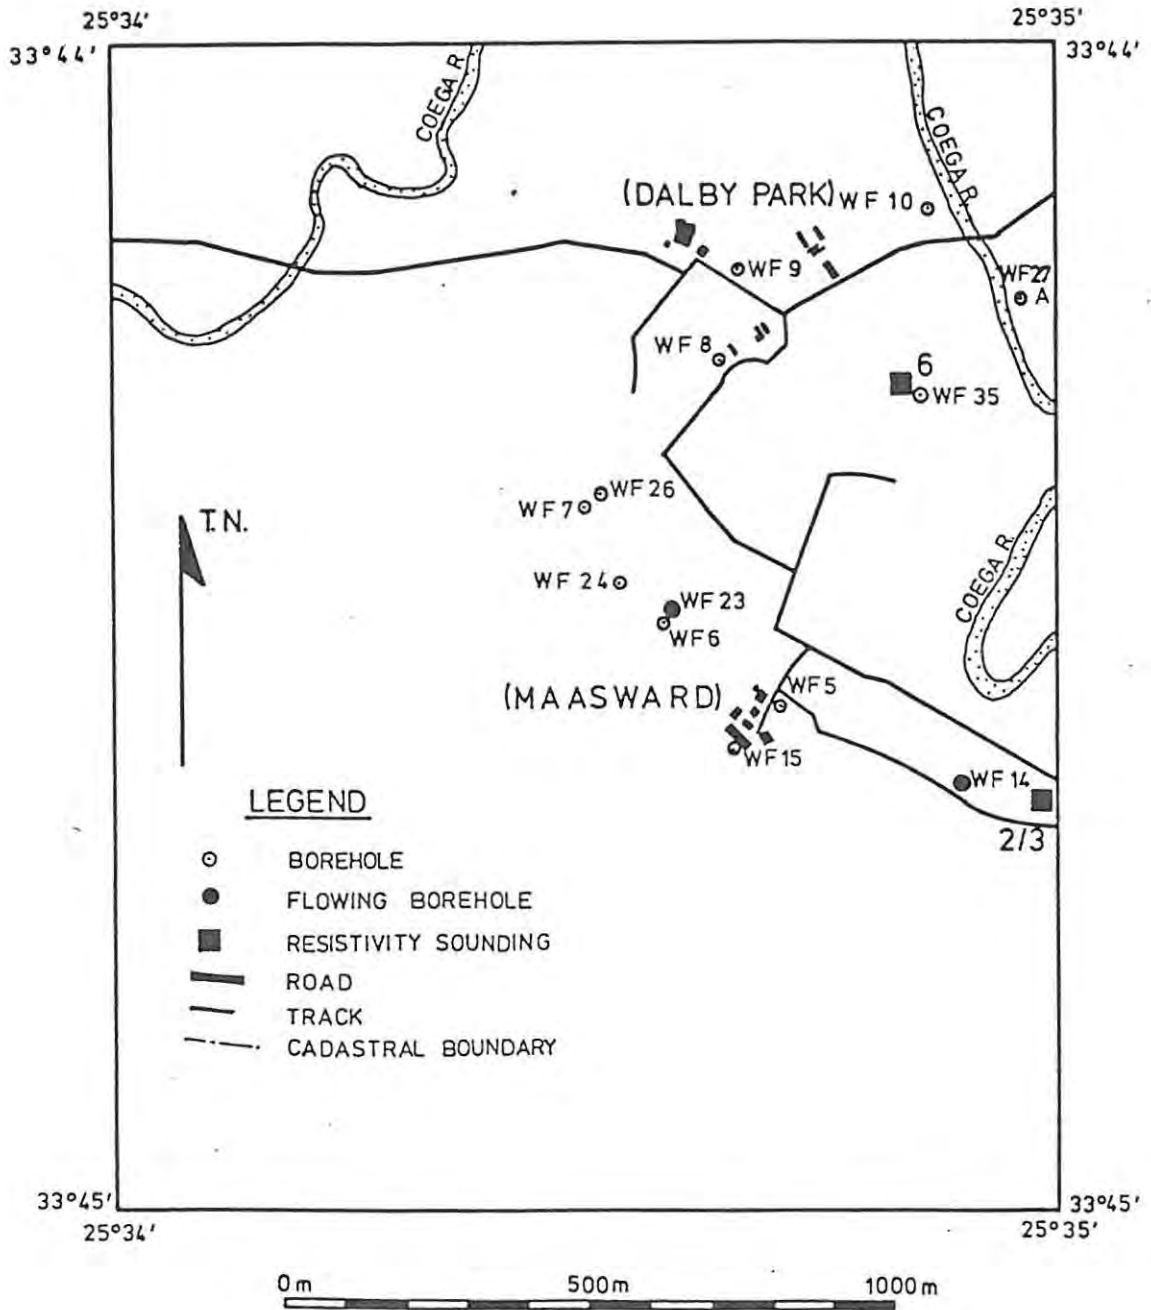 25°34'
25°35'
33°44'
33°44'
COEGA R
COEGA R.
(DALBY PARK)
WF 10
WF 9
WF27
A
WF 8
6
WF 35
WF 26
WF 7
T.N.
WF 24
WF 23
WF 6
COEGA R.
(MAASWARD)
WF 5
WF 15
WF 14
2/3
LEGEND
BOREHOLE
FLOWING BOREHOLE
RESISTIVITY SOUNDING
ROAD
TRACK
CADASTRAL BOUNDARY
33°45'
33°45'
25°34'
25°35'
0m 500m 1000m